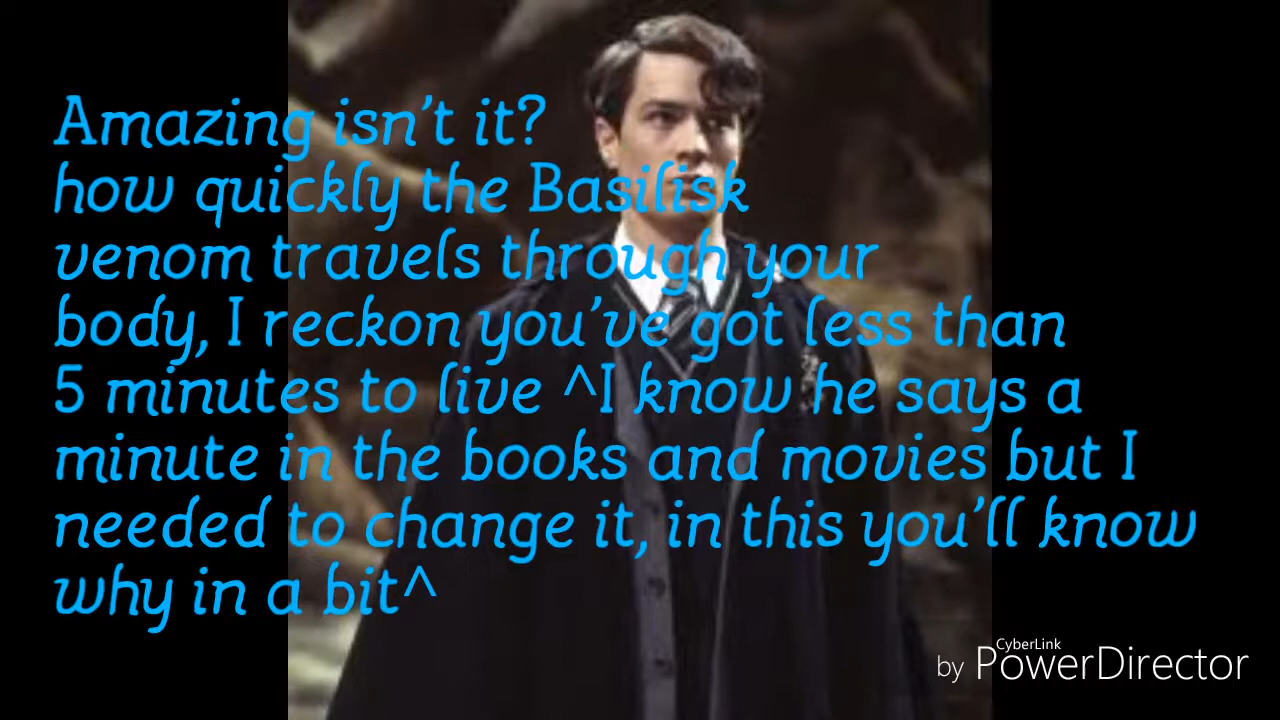 Amazing isn't it?
how quickly the Basilisk
venom travels through your
body, I reckon you've got less than
5 minutes to live ^I know he says a
minute in the books and movies but I
needed to change it, in this you'll know
why in a bit^
CyberLink
by PowerDirector